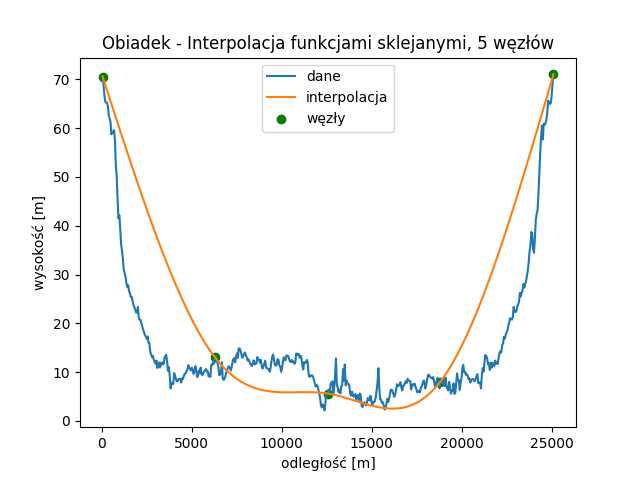 Obiadek - Interpolacja funkcjami sklejanymi, 5 węzłów
dane
interpolacja
węzły
wysokość [m]
70
60
50
40
30
20
10
0
0 5000 10000 15000 20000 25000
odległość [m]